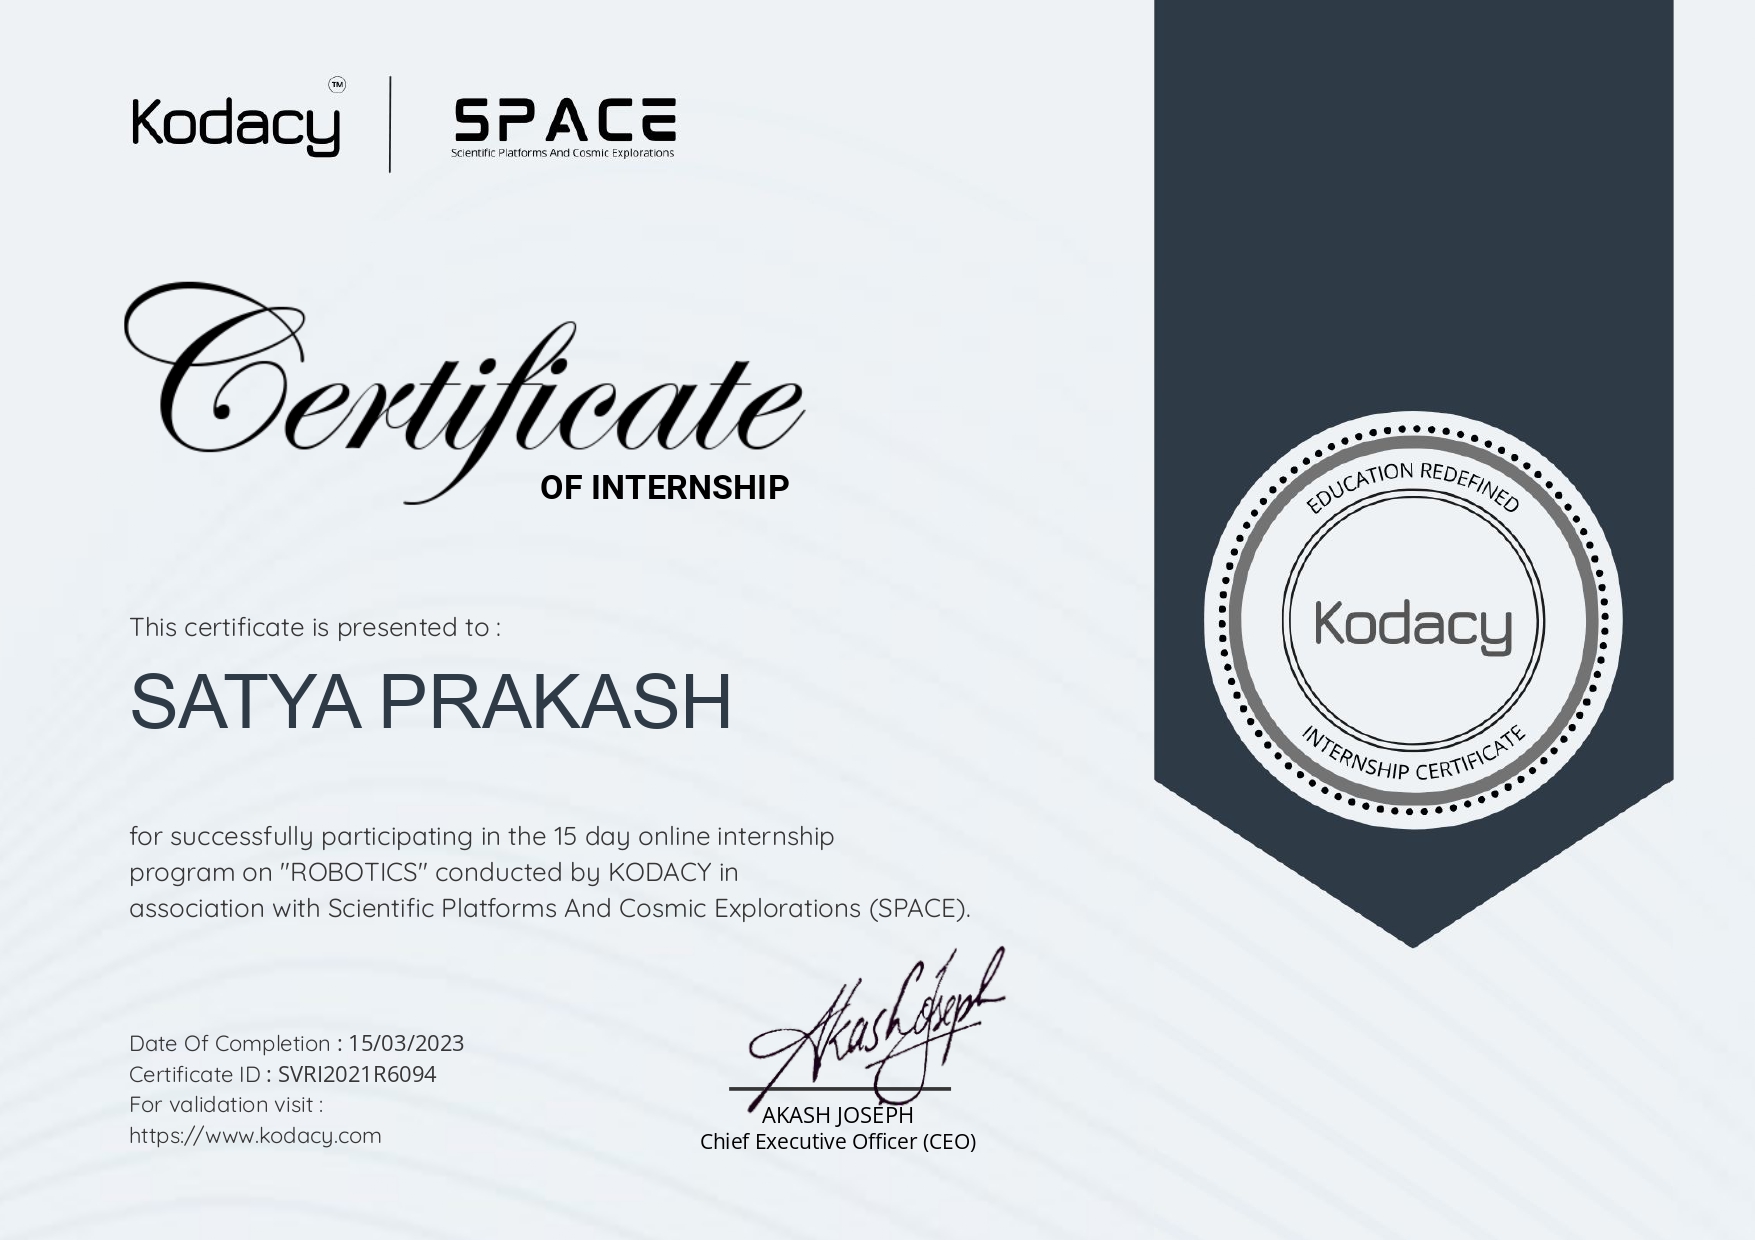 Kodacy™
SPACE
Scientific Platforms And Cosmic Explorations
Certificate
OF INTERNSHIP
This certificate is presented to :
SATYA PRAKASH
for successfully participating in the 15 day online internship
program on "ROBOTICS" conducted by KODACY in
association with Scientific Platforms And Cosmic Explorations (SPACE).
Date Of Completion : 15/03/2023
Certificate ID : SVRI2021R6094
For validation visit :
https://www.kodacy.com
Akash Joseph
AKASH JOSEPH
Chief Executive Officer (CEO)
EDUCATION REDEFINED
Kodacy
INTERNSHIP CERTIFICATE